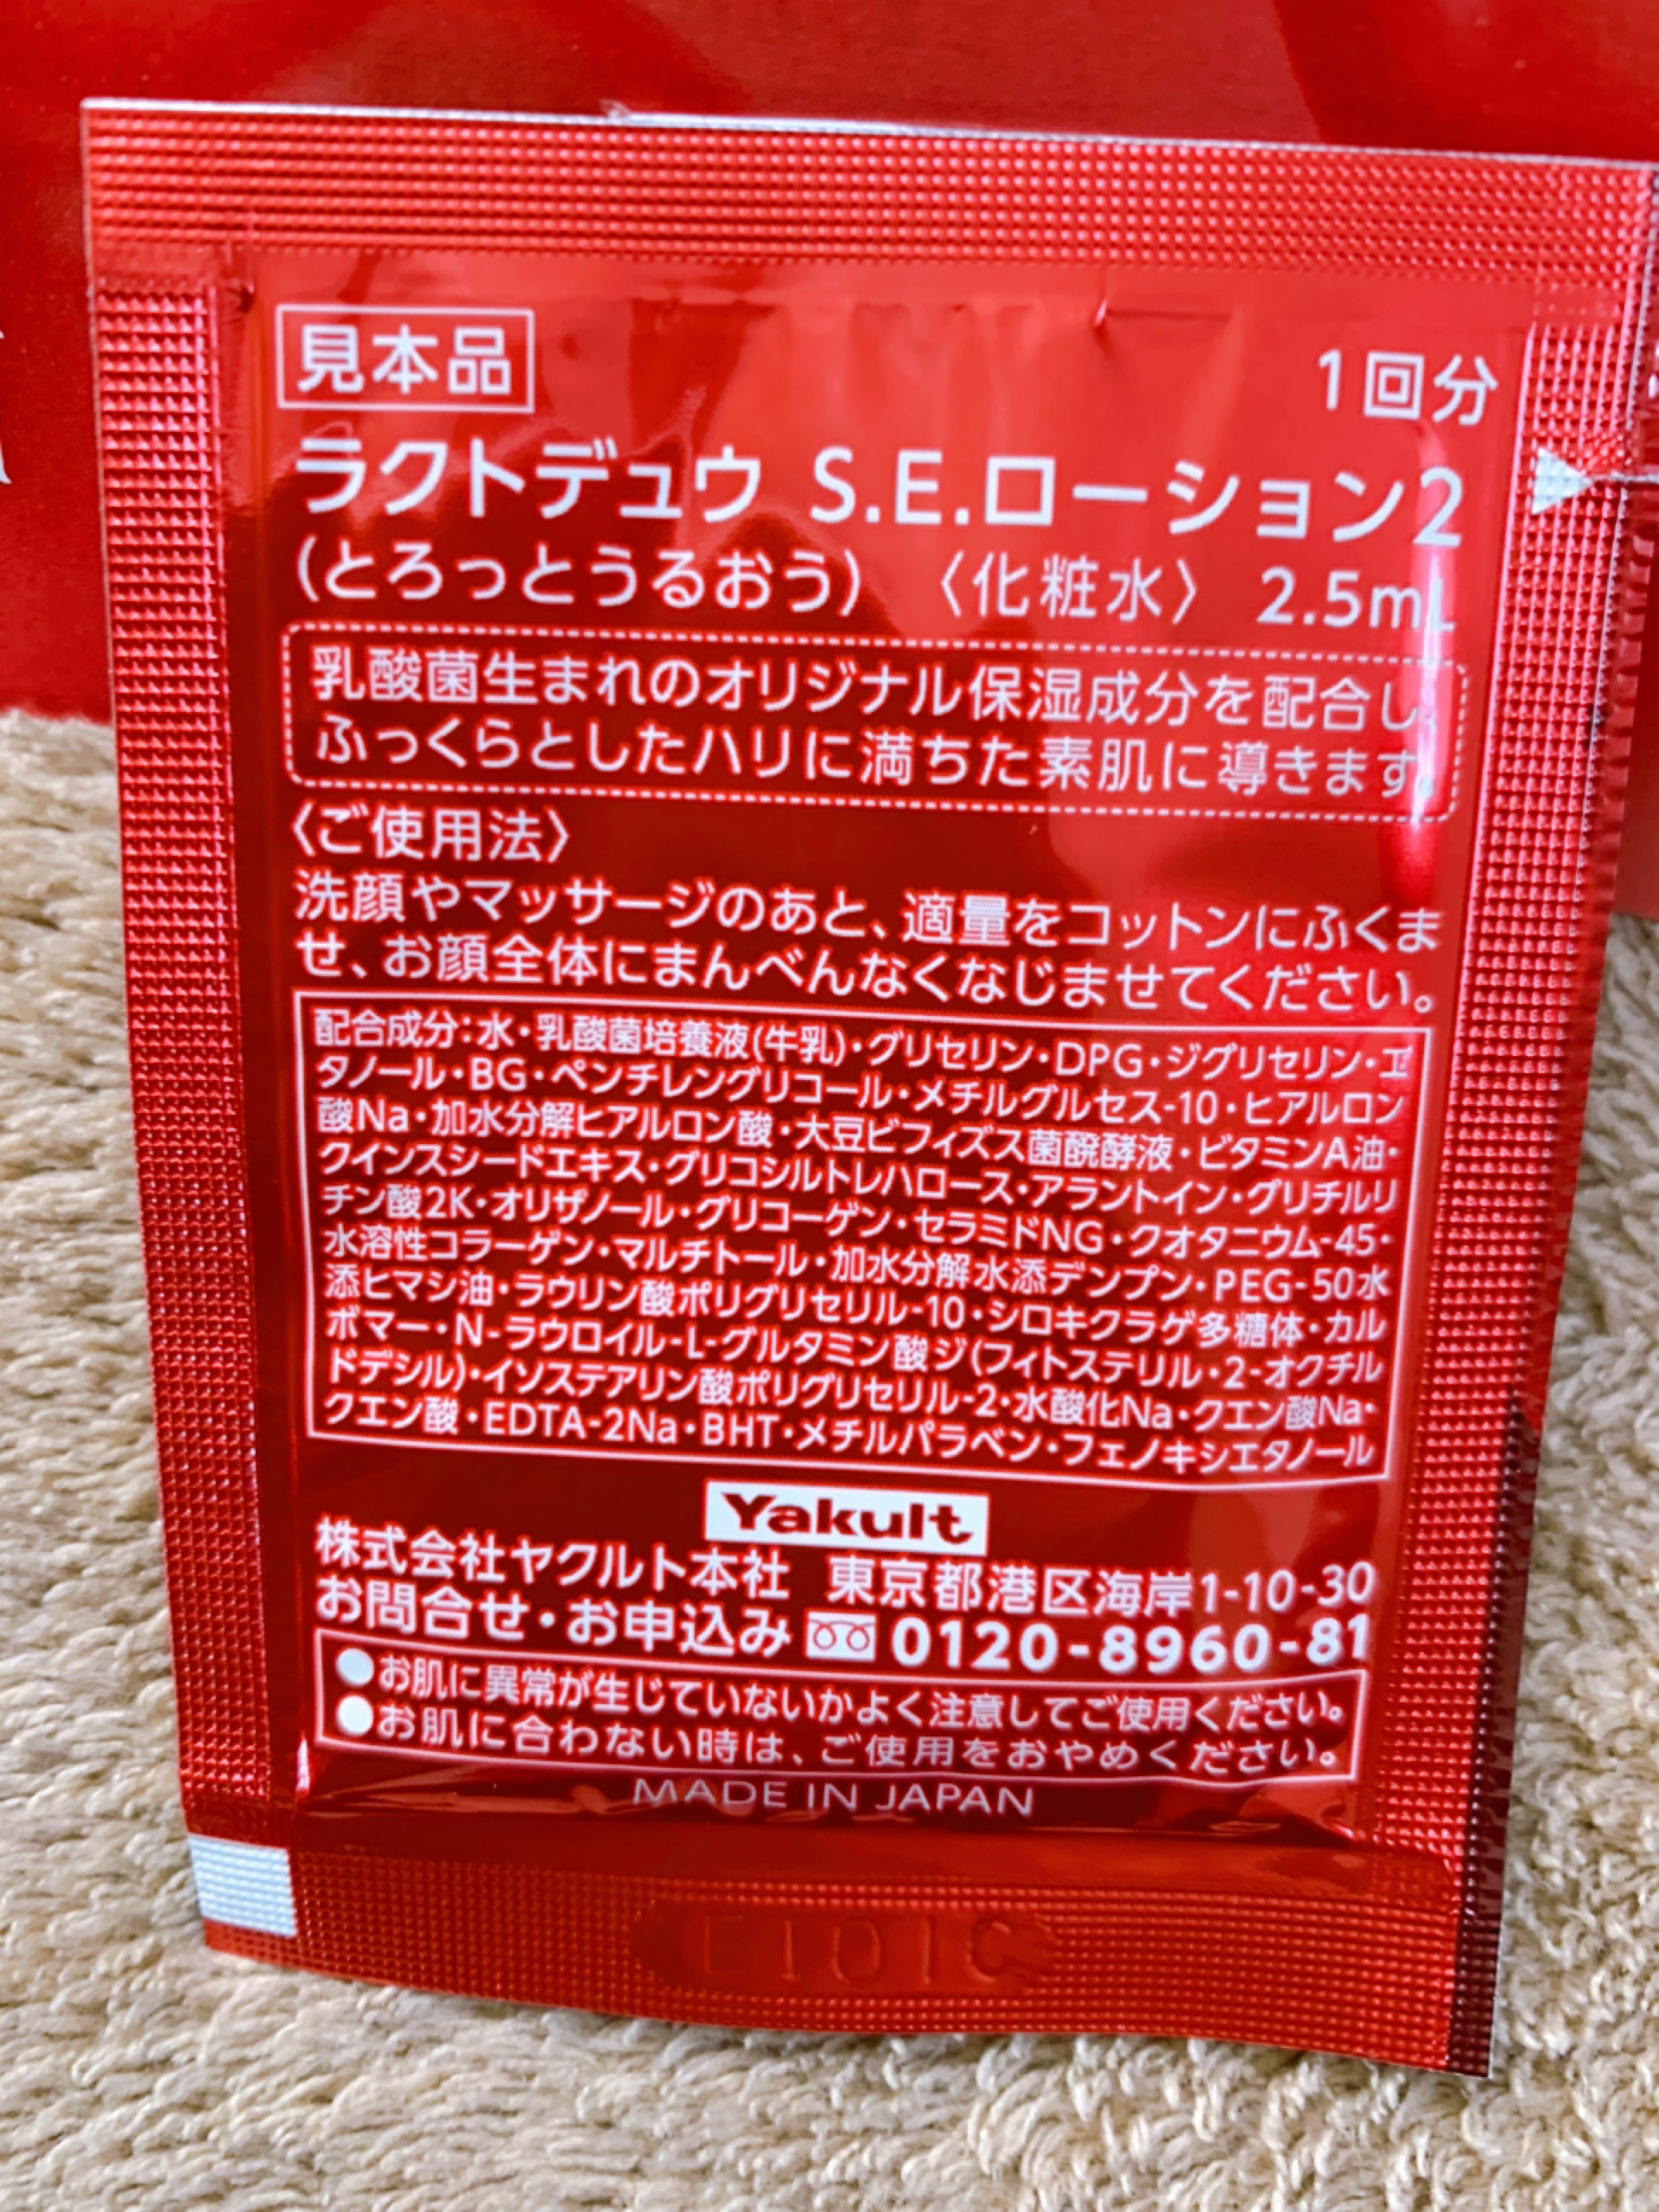 見本品 1回分
ラクトデュウ S.E.ローション2
(とろっとうるおう) 〈化粧水〉 2.5mL
乳酸菌生まれのオリジナル保湿成分を配合し、
ふっくらとしたハリに満ちた素肌に導きます。
〈ご使用法〉
洗顔やマッサージのあと、適量をコットンにふくま
せ、お顔全体にまんべんなくなじませてください。
配合成分:水・乳酸菌培養液(牛乳)・グリセリン・DPG・ジグリセリン・エ
タノール・BG・ペンチレングリコール・メチルグルセス-10・ヒアルロン
酸Na・加水分解ヒアルロン酸・大豆ビフィズス菌醗酵液・ビタミンA油・
クインスシードエキス・グリコシルトレハロース・アラントイン・グリチルリ
チン酸2K・オリザノール・グリコーゲン・セラミドNG・クオタニウム-45・
水溶性コラーゲン・マルチトール・加水分解水添デンプン・PEG-50水
添ヒマシ油・ラウリン酸ポリグリセリル-10・シロキクラゲ多糖体・カル
ボマー・N-ラウロイル-L-グルタミン酸ジ(フィトステリル・2-オクチル
ドデシル)・イソステアリン酸ポリグリセリル-2・水酸化Na・クエン酸Na・
クエン酸・EDTA-2Na・BHT・メチルパラベン・フェノキシエタノール
Yakult
株式会社ヤクルト本社 東京都港区海岸1-10-30
お問合せ・お申込み 0120-8960-81
●お肌に異常が生じていないかよく注意してご使用ください。
●お肌に合わない時は、ご使用をおやめください。
MADE IN JAPAN